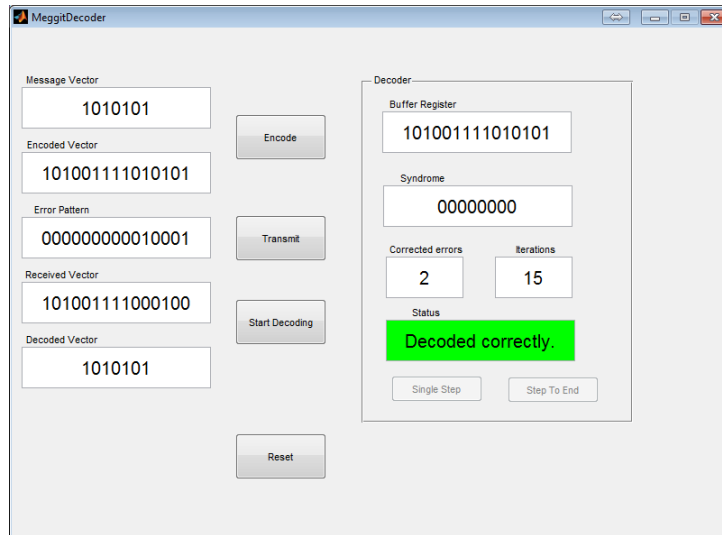 MeggitDecoder
Message Vector
1010101
Encode
Encoded Vector
101001111010101
Error Pattern
000000000010001
Transmit
Received Vector
101001111000100
Start Decoding
Decoded Vector
1010101
Reset
Decoder
Buffer Register
101001111010101
Syndrome
00000000
Corrected errors
Iterations
2
15
Status
Decoded correctly.
Single Step
Step To End